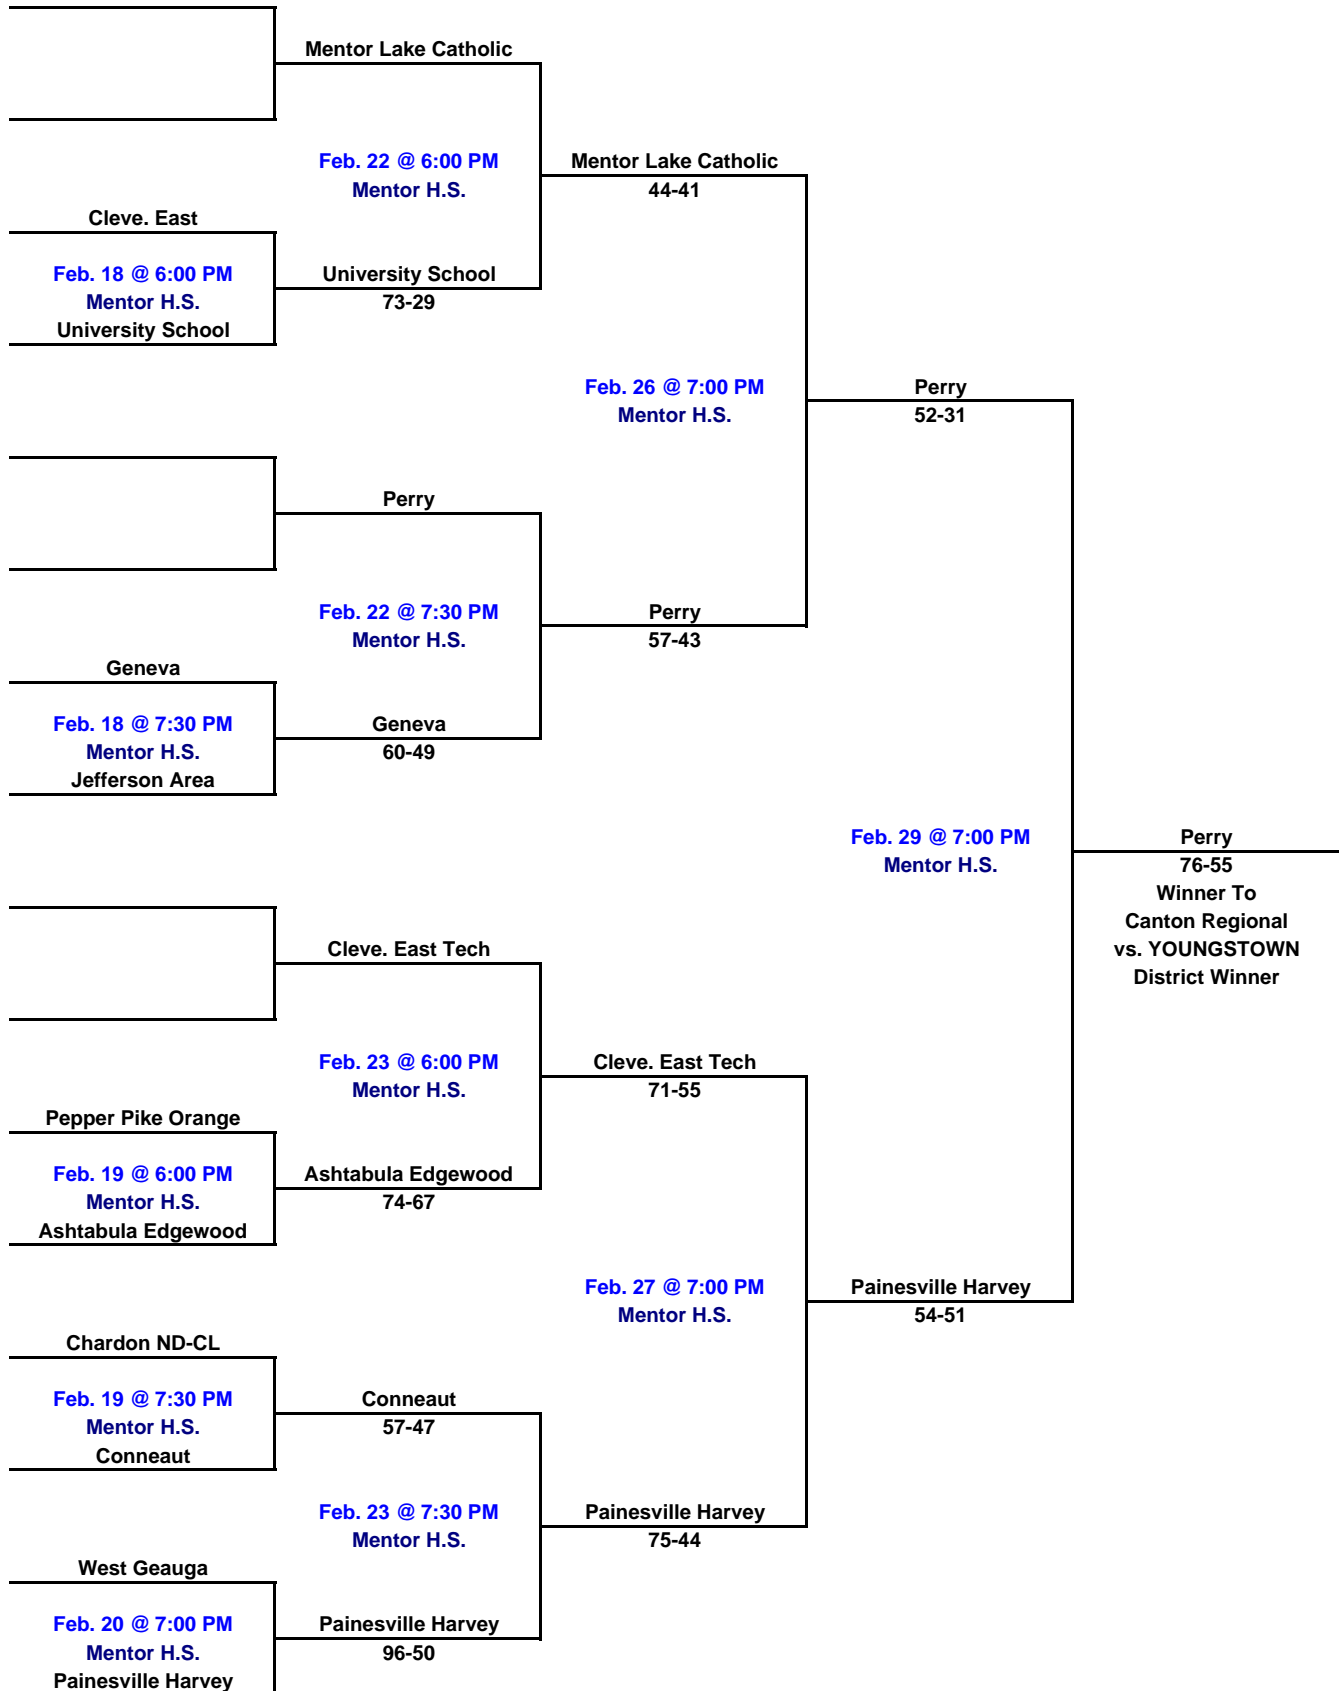 Mentor Lake Catholic
Feb. 22 @ 6:00 PM
Mentor H.S.
Mentor Lake Catholic
44-41
Cleve. East
Feb. 18 @ 6:00 PM
Mentor H.S.
University School
University School
73-29
Feb. 26 @ 7:00 PM
Mentor H.S.
Perry
52-31
Perry
Feb. 22 @ 7:30 PM
Mentor H.S.
Perry
57-43
Geneva
Feb. 18 @ 7:30 PM
Mentor H.S.
Jefferson Area
Geneva
60-49
Feb. 29 @ 7:00 PM
Mentor H.S.
Perry
76-55
Winner To
Canton Regional
vs. YOUNGSTOWN
District Winner
Cleve. East Tech
Feb. 23 @ 6:00 PM
Mentor H.S.
Cleve. East Tech
71-55
Pepper Pike Orange
Feb. 19 @ 6:00 PM
Mentor H.S.
Ashtabula Edgewood
Ashtabula Edgewood
74-67
Feb. 27 @ 7:00 PM
Mentor H.S.
Painesville Harvey
54-51
Chardon ND-CL
Feb. 19 @ 7:30 PM
Mentor H.S.
Conneaut
Conneaut
57-47
Feb. 23 @ 7:30 PM
Mentor H.S.
Painesville Harvey
75-44
West Geauga
Feb. 20 @ 7:00 PM
Mentor H.S.
Painesville Harvey
Painesville Harvey
96-50